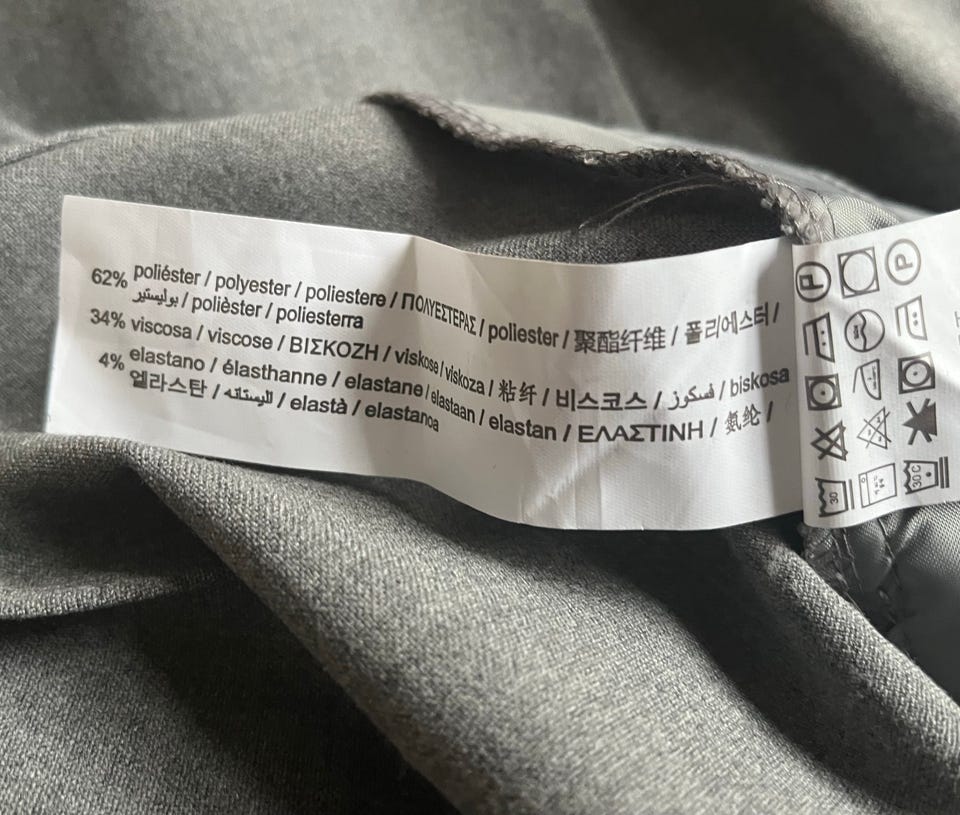 62% poliéster / polyester / poliestere / ΠΟΛΥΕΣΤΕΡΑΣ / poliester / 聚酯纤维 / 폴리에스터 /
بوليستير / polièster / poliesterra
34% viscosa / viscose / ΒΙΣΚΟΖΗ / viskose / viskoza / 粘纤 / 비스코스 / فسكوز / biskosa
4% elastano / élasthanne / elastane / elastaan / elastan / ΕΛΑΣΤΙΝΗ / 氨纶 /
엘라스탄 / الليستانه / elastà / elastanoa
P
P
30
30C